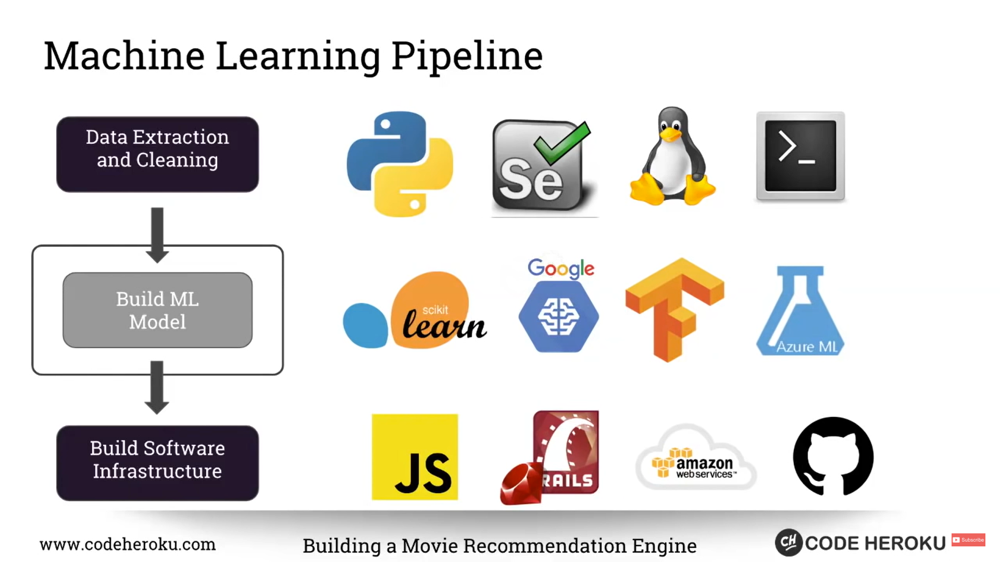 Machine Learning Pipeline
Data Extraction
and Cleaning
Se
>_
Build ML
Model
scikit
learn
Google
Azure ML
Build Software
Infrastructure
JS
RAILS
amazon
webservices™
www.codeheroku.com
Building a Movie Recommendation Engine
CH CODE HEROKU
Subscribe